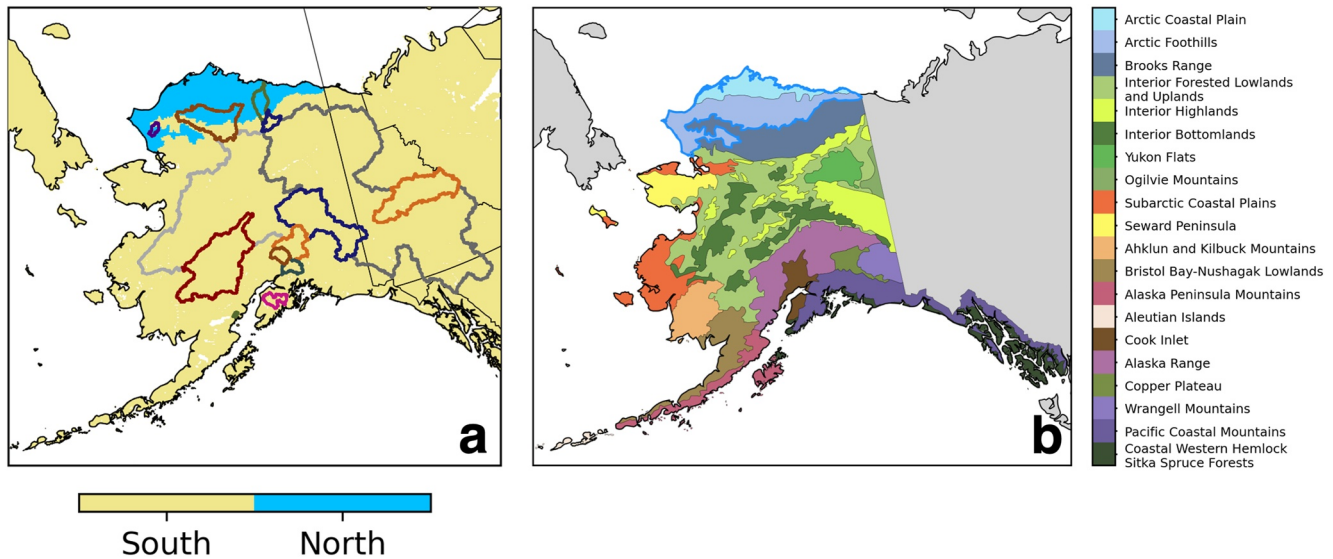 a
South
North
b
Arctic Coastal Plain
Arctic Foothills
Brooks Range
Interior Forested Lowlands
and Uplands
Interior Highlands
Interior Bottomlands
Yukon Flats
Ogilvie Mountains
Subarctic Coastal Plains
Seward Peninsula
Ahklun and Kilbuck Mountains
Bristol Bay-Nushagak Lowlands
Alaska Peninsula Mountains
Aleutian Islands
Cook Inlet
Alaska Range
Copper Plateau
Wrangell Mountains
Pacific Coastal Mountains
Coastal Western Hemlock
Sitka Spruce Forests